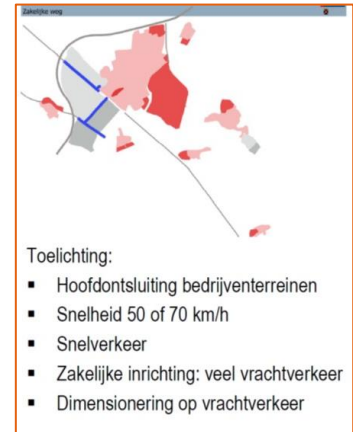 Zakelijke weg
Toelichting:
▪ Hoofdontsluiting bedrijventerreinen
▪ Snelheid 50 of 70 km/h
▪ Snelverkeer
▪ Zakelijke inrichting: veel vrachtverkeer
▪ Dimensionering op vrachtverkeer